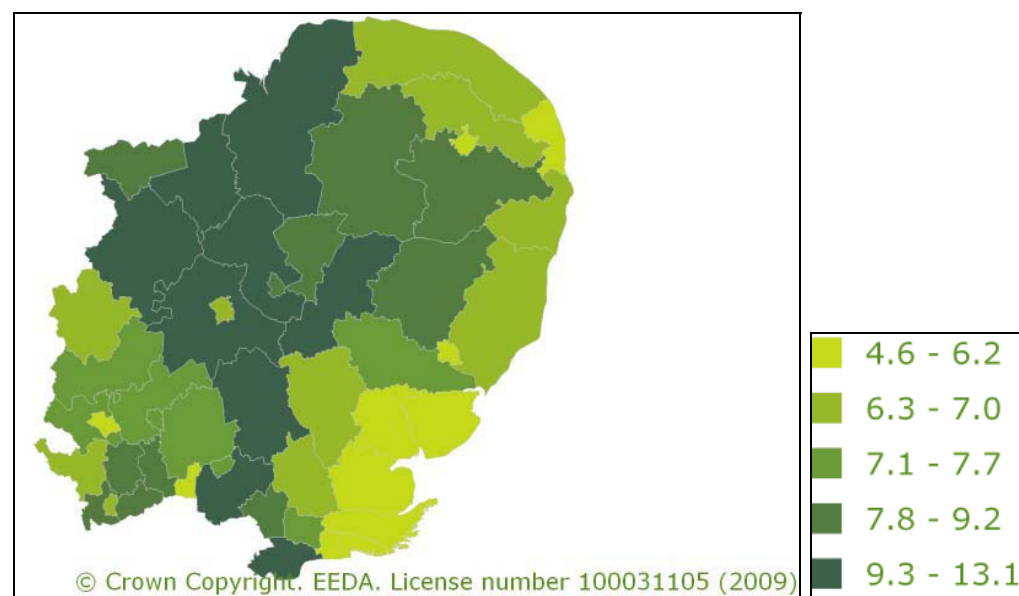 4.6 - 6.2
6.3 - 7.0
7.1 - 7.7
7.8 - 9.2
9.3 - 13.1
© Crown Copyright. EEDA. License number 100031105 (2009)